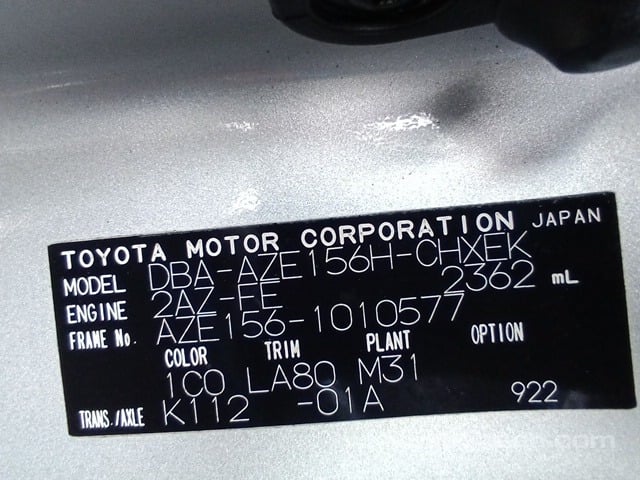 TOYOTA MOTOR CORPORATION JAPAN
MODEL DBA-AZE156H-CHXEK
ENGINE 2AZ-FE 2362 mL
FRAME No. AZE156-1010577
COLOR TRIM PLANT OPTION
1C0 LA80 M31
TRANS./AXLE K112 -01A 922